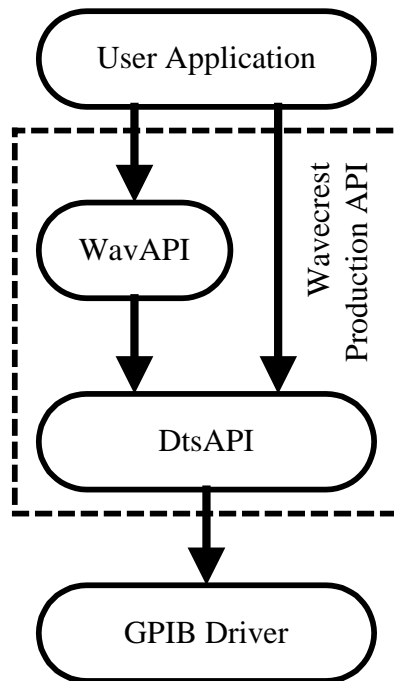 User Application
WavAPI
Wavecrest
Production API
DtsAPI
GPIB Driver